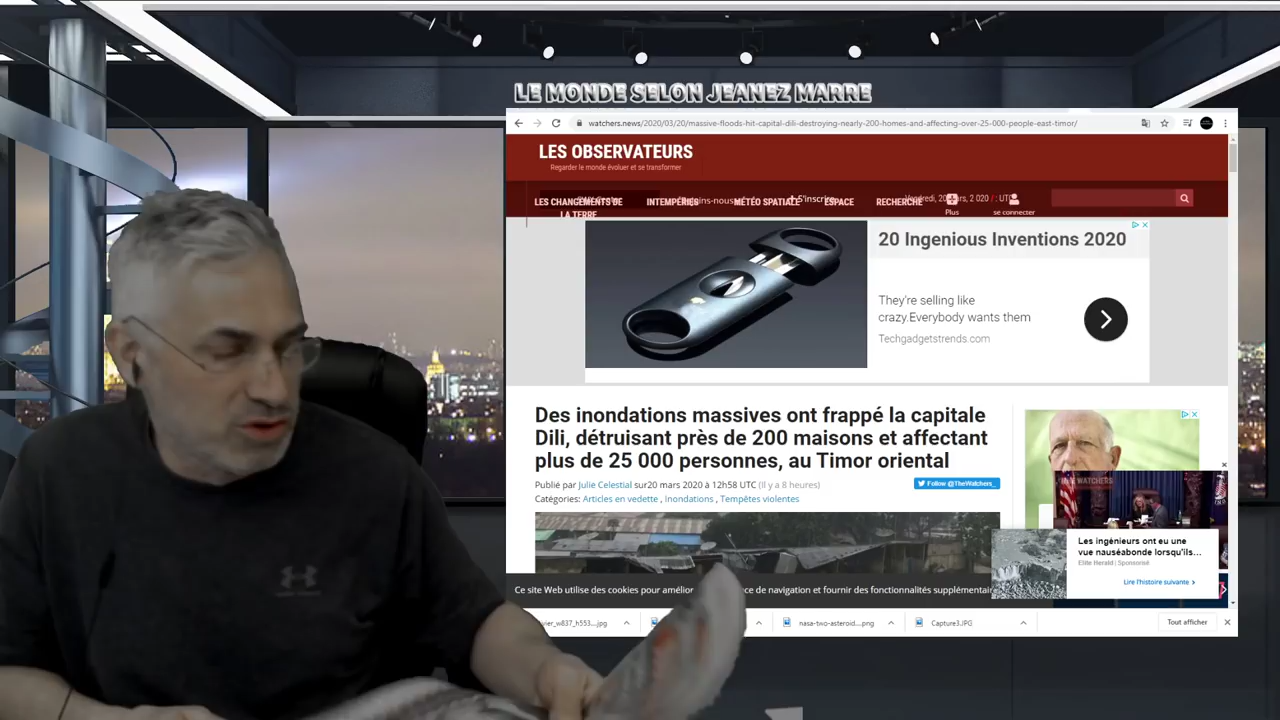 LE MONDE SELON JEANEZ MARRE
watchers.news/2020/03/20/massive-floods-hit-capital-dili-destroying-nearly-200-homes-and-affecting-over-25-000-people-east-timor/
LES OBSERVATEURS
Regarder le monde évoluer et se transformer
LES CHANGEMENTS DE LA TERRE
INTEMPÉRIES
MÉTÉO SPATIALE
S'inscrire
ESPACE
RECHERCHE
Plus
se connecter
20 Ingenious Inventions 2020
They're selling like
crazy.Everybody wants them
Techgadgetstrends.com
Des inondations massives ont frappé la capitale
Dili, détruisant près de 200 maisons et affectant
plus de 25 000 personnes, au Timor oriental
Publié par Julie Celestial sur20 mars 2020 à 12h58 UTC (Il y a 8 heures)
Follow @TheWatchers_
Catégories: Articles en vedette , Inondations , Tempêtes violentes
WATCHERS
Les ingénieurs ont eu une
vue nauséabonde lorsqu'ils...
Elite Herald | Sponsorisé
Lire l'histoire suivante >
Ce site Web utilise des cookies pour amélior
ce de navigation et fournir des fonctionnalités supplémentai
vier_w837_h553....jpg
nasa-two-asteroid....png
Capture3.JPG
Tout afficher